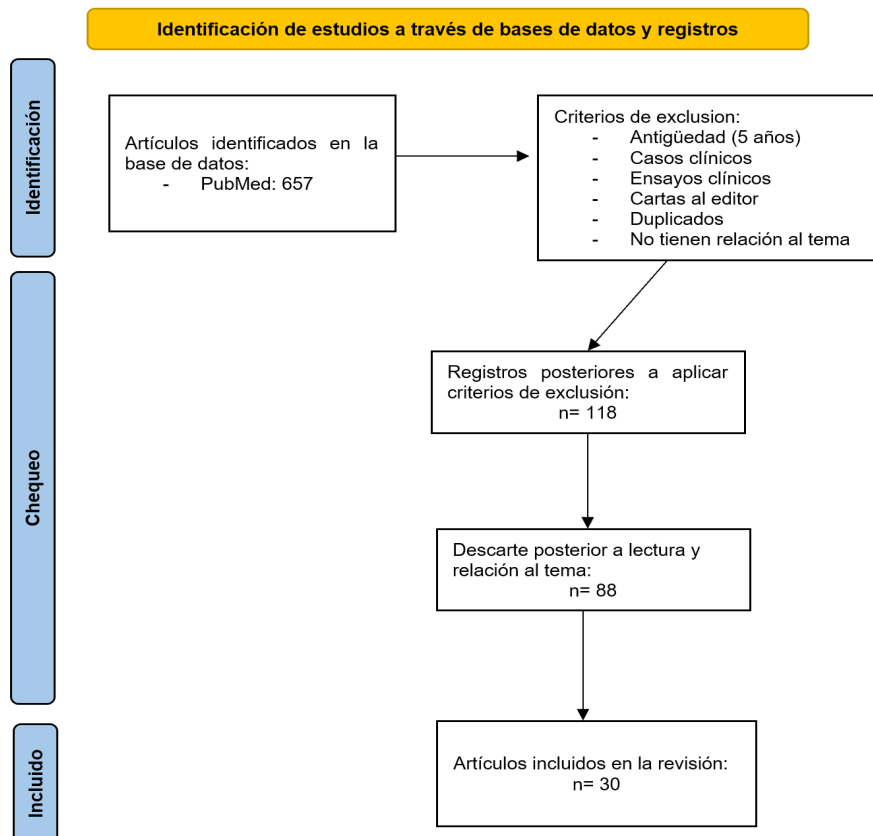 Identificación de estudios a través de bases de datos y registros
Identificación
Artículos identificados en la
base de datos:
- PubMed: 657
Criterios de exclusion:
- Antigüedad (5 años)
- Casos clínicos
- Ensayos clínicos
- Cartas al editor
- Duplicados
- No tienen relación al tema
Chequeo
Registros posteriores a aplicar
criterios de exclusión:
n= 118
Descarte posterior a lectura y
relación al tema:
n= 88
Incluido
Artículos incluidos en la revisión:
n= 30